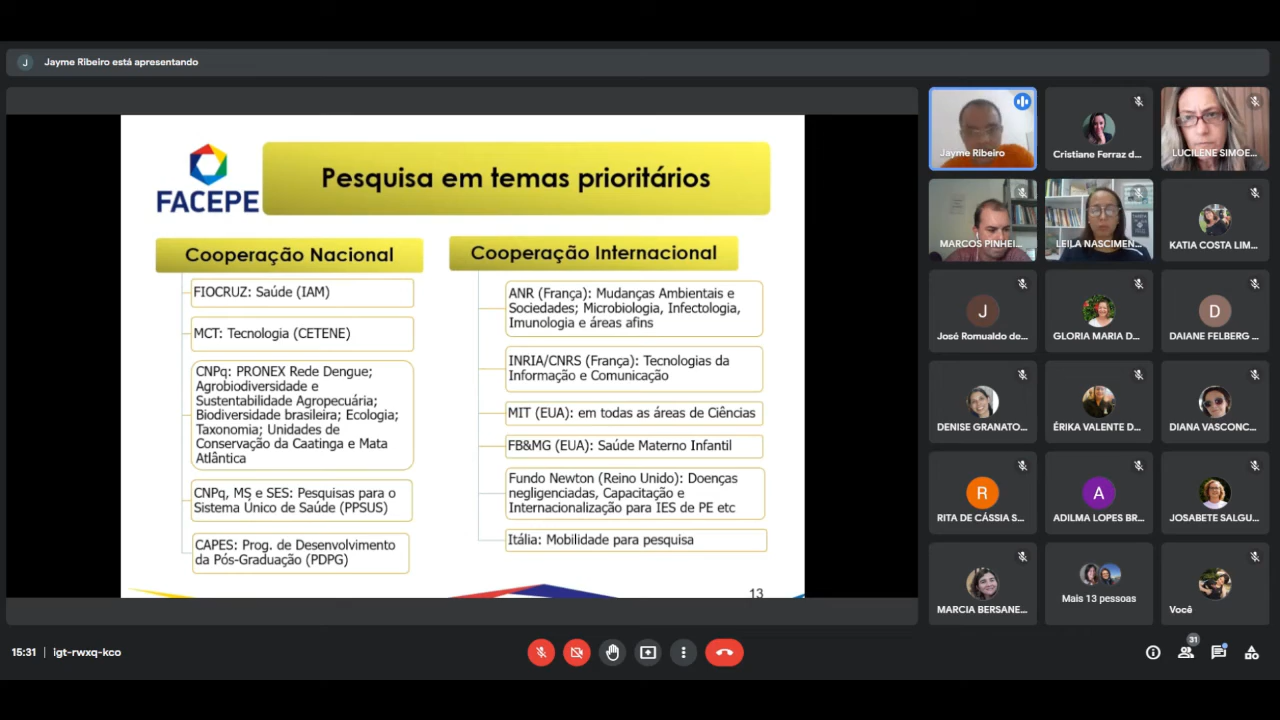 J
Jayme Ribeiro está apresentando
FACEPE
Pesquisa em temas prioritários
Cooperação Nacional
FIOCRUZ: Saúde (IAM)
MCT: Tecnologia (CETENE)
CNPq: PRONEX Rede Dengue;
Agrobiodiversidade e
Sustentabilidade Agropecuária;
Biodiversidade brasileira; Ecologia;
Taxonomia; Unidades de
Conservação da Caatinga e Mata
Atlântica
CNPq, MS e SES: Pesquisas para o
Sistema Único de Saúde (PPSUS)
CAPES: Prog. de Desenvolvimento
da Pós-Graduação (PDPG)
Cooperação Internacional
ANR (França): Mudanças Ambientais e
Sociedades; Microbiologia, Infectologia,
Imunologia e áreas afins
INRIA/CNRS (França): Tecnologias da
Informação e Comunicação
MIT (EUA): em todas as áreas de Ciências
FB&MG (EUA): Saúde Materno Infantil
Fundo Newton (Reino Unido): Doenças
negligenciadas, Capacitação e
Internacionalização para IES de PE etc
Itália: Mobilidade para pesquisa
13
Jayme Ribeiro
Cristiane Ferraz d...
LUCILENE SIMOE...
MARCOS PINHEI...
LEILA NASCIMEN...
KATIA COSTA LIM...
J
José Romualdo de...
GLORIA MARIA D...
D
DAIANE FELBERG ...
DENISE GRANATO...
ÉRIKA VALENTE D...
DIANA VASCONC...
R
RITA DE CÁSSIA S...
A
ADILMA LOPES BR...
JOSABETE SALGU...
MARCIA BERSANE...
Mais 13 pessoas
Você
15:31 | lgt-rwxq-kco
31